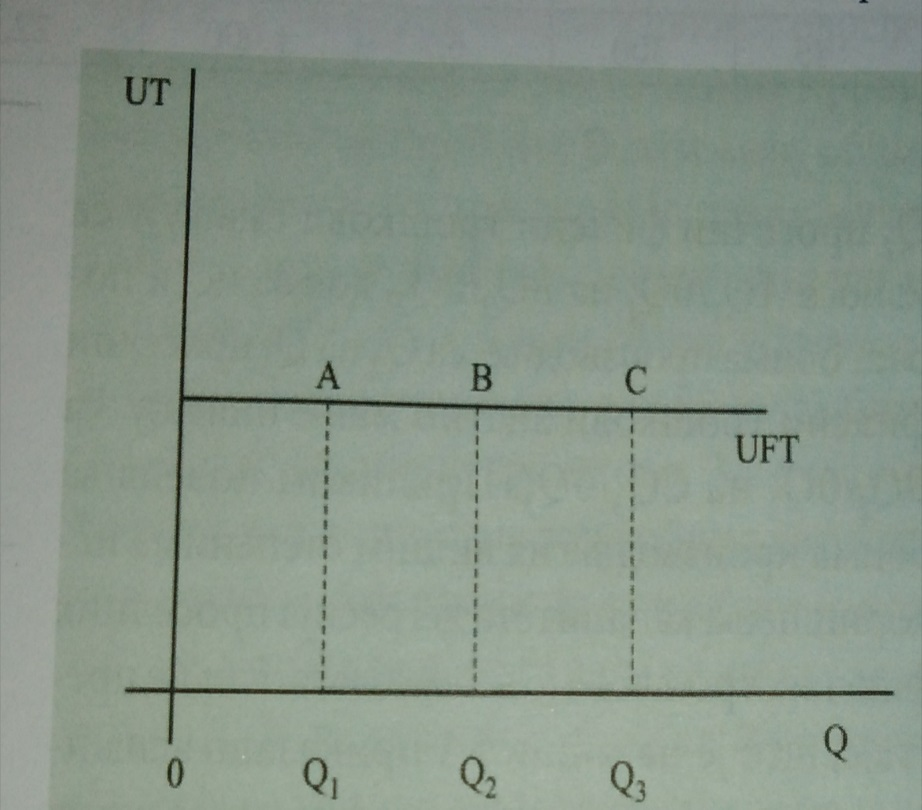 UT
A B C
UFT
Q
0 Q₁ Q₂ Q₃